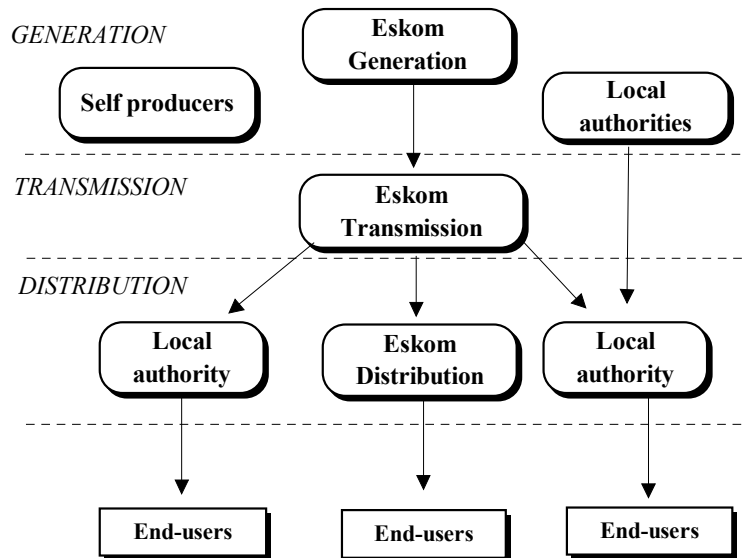 GENERATION
Eskom
Generation
Self producers
Local
authorities
TRANSMISSION
Eskom
Transmission
DISTRIBUTION
Local
authority
Eskom
Distribution
Local
authority
End-users
End-users
End-users